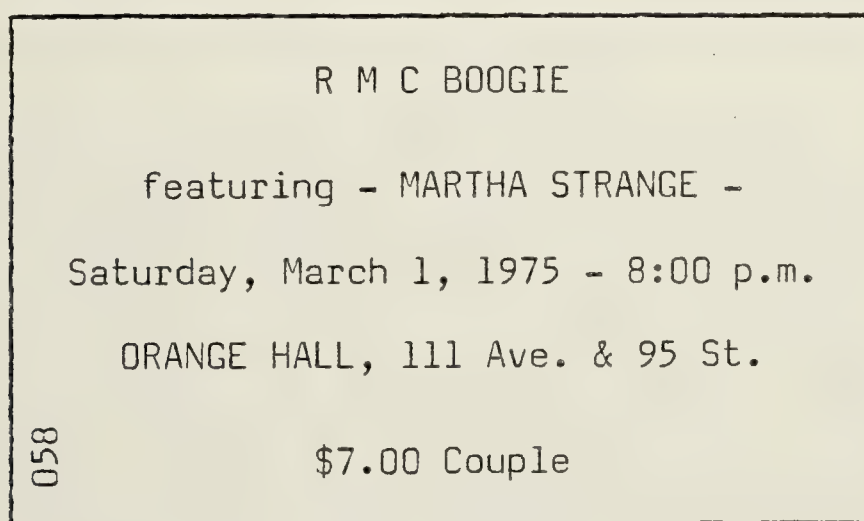 R M C BOOGIE
featuring - MARTHA STRANGE -
Saturday, March 1, 1975 - 8:00 p.m.
ORANGE HALL, 111 Ave. & 95 St.
$7.00 Couple
058